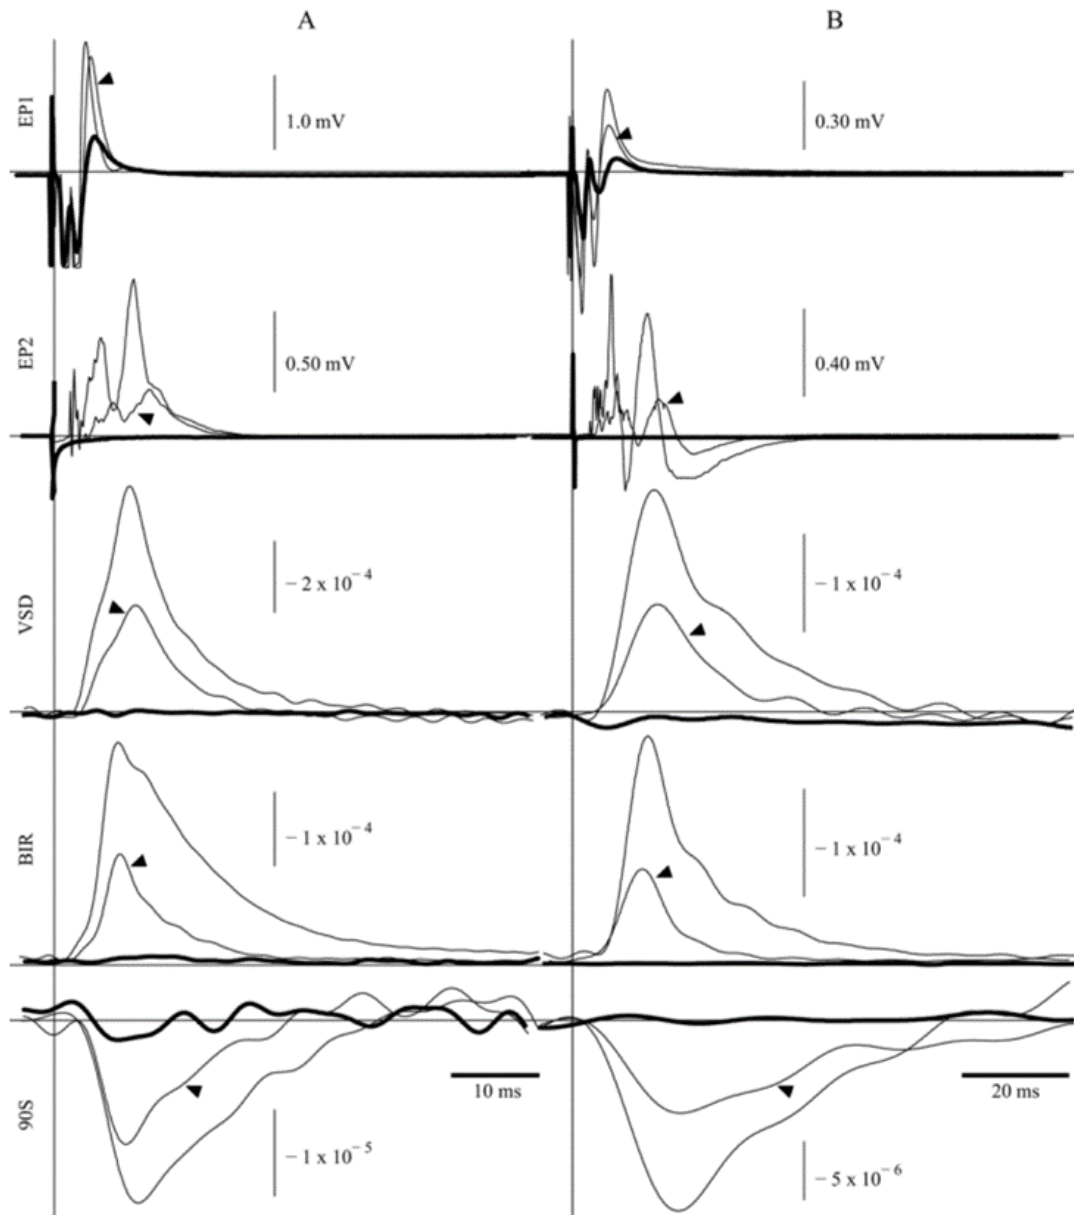 A
B
EP1
1.0 mV
0.30 mV
EP2
0.50 mV
0.40 mV
VSD
− 2 x 10⁻⁴
− 1 x 10⁻⁴
BIR
− 1 x 10⁻⁴
− 1 x 10⁻⁴
90S
10 ms
20 ms
− 1 x 10⁻⁵
− 5 x 10⁻⁶